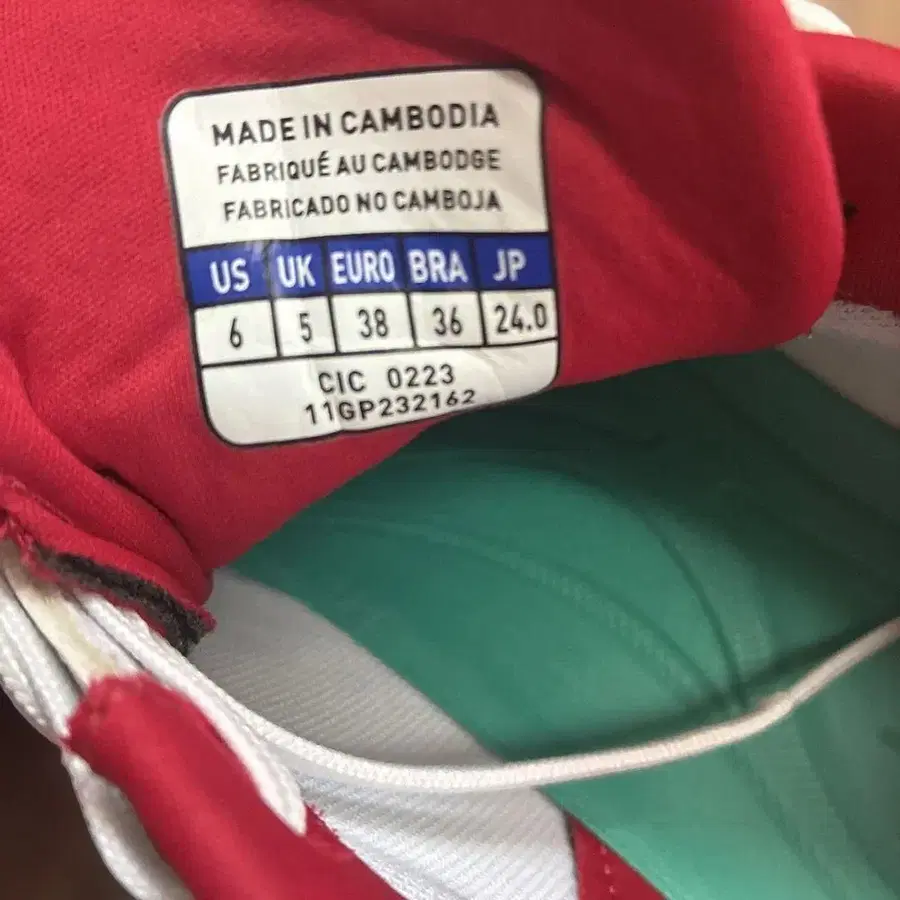 MADE IN CAMBODIA
FABRIQUÉ AU CAMBODGE
FABRICADO NO CAMBOJA
US UK EURO BRA JP
6 5 38 36 24.0
CIC 0223
11GP232162